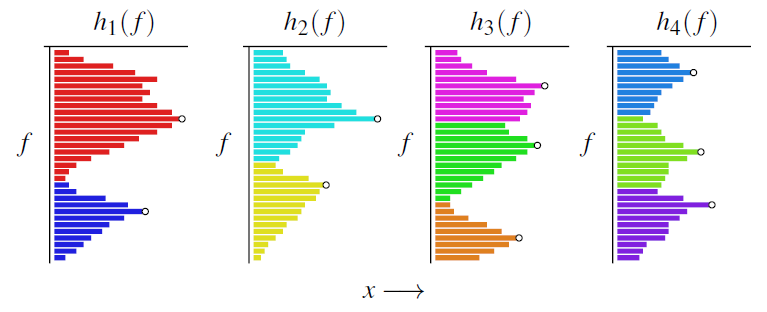 h₁(f) h₂(f) h₃(f) h₄(f)
f f f f
x ⟶